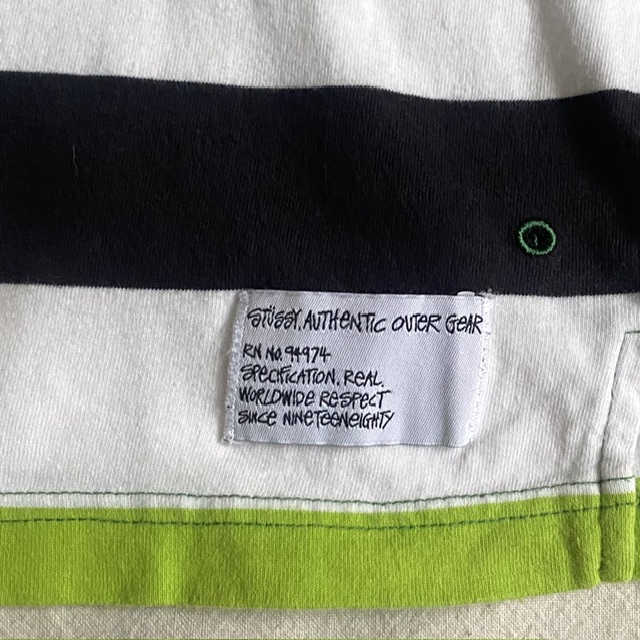 STÜSSY. AUTHENTIC OUTER GEAR
RN NO. 94974
SPECIFICATION. REAL.
WORLDWIDE RESPECT
SINCE NINETEENEIGHTY